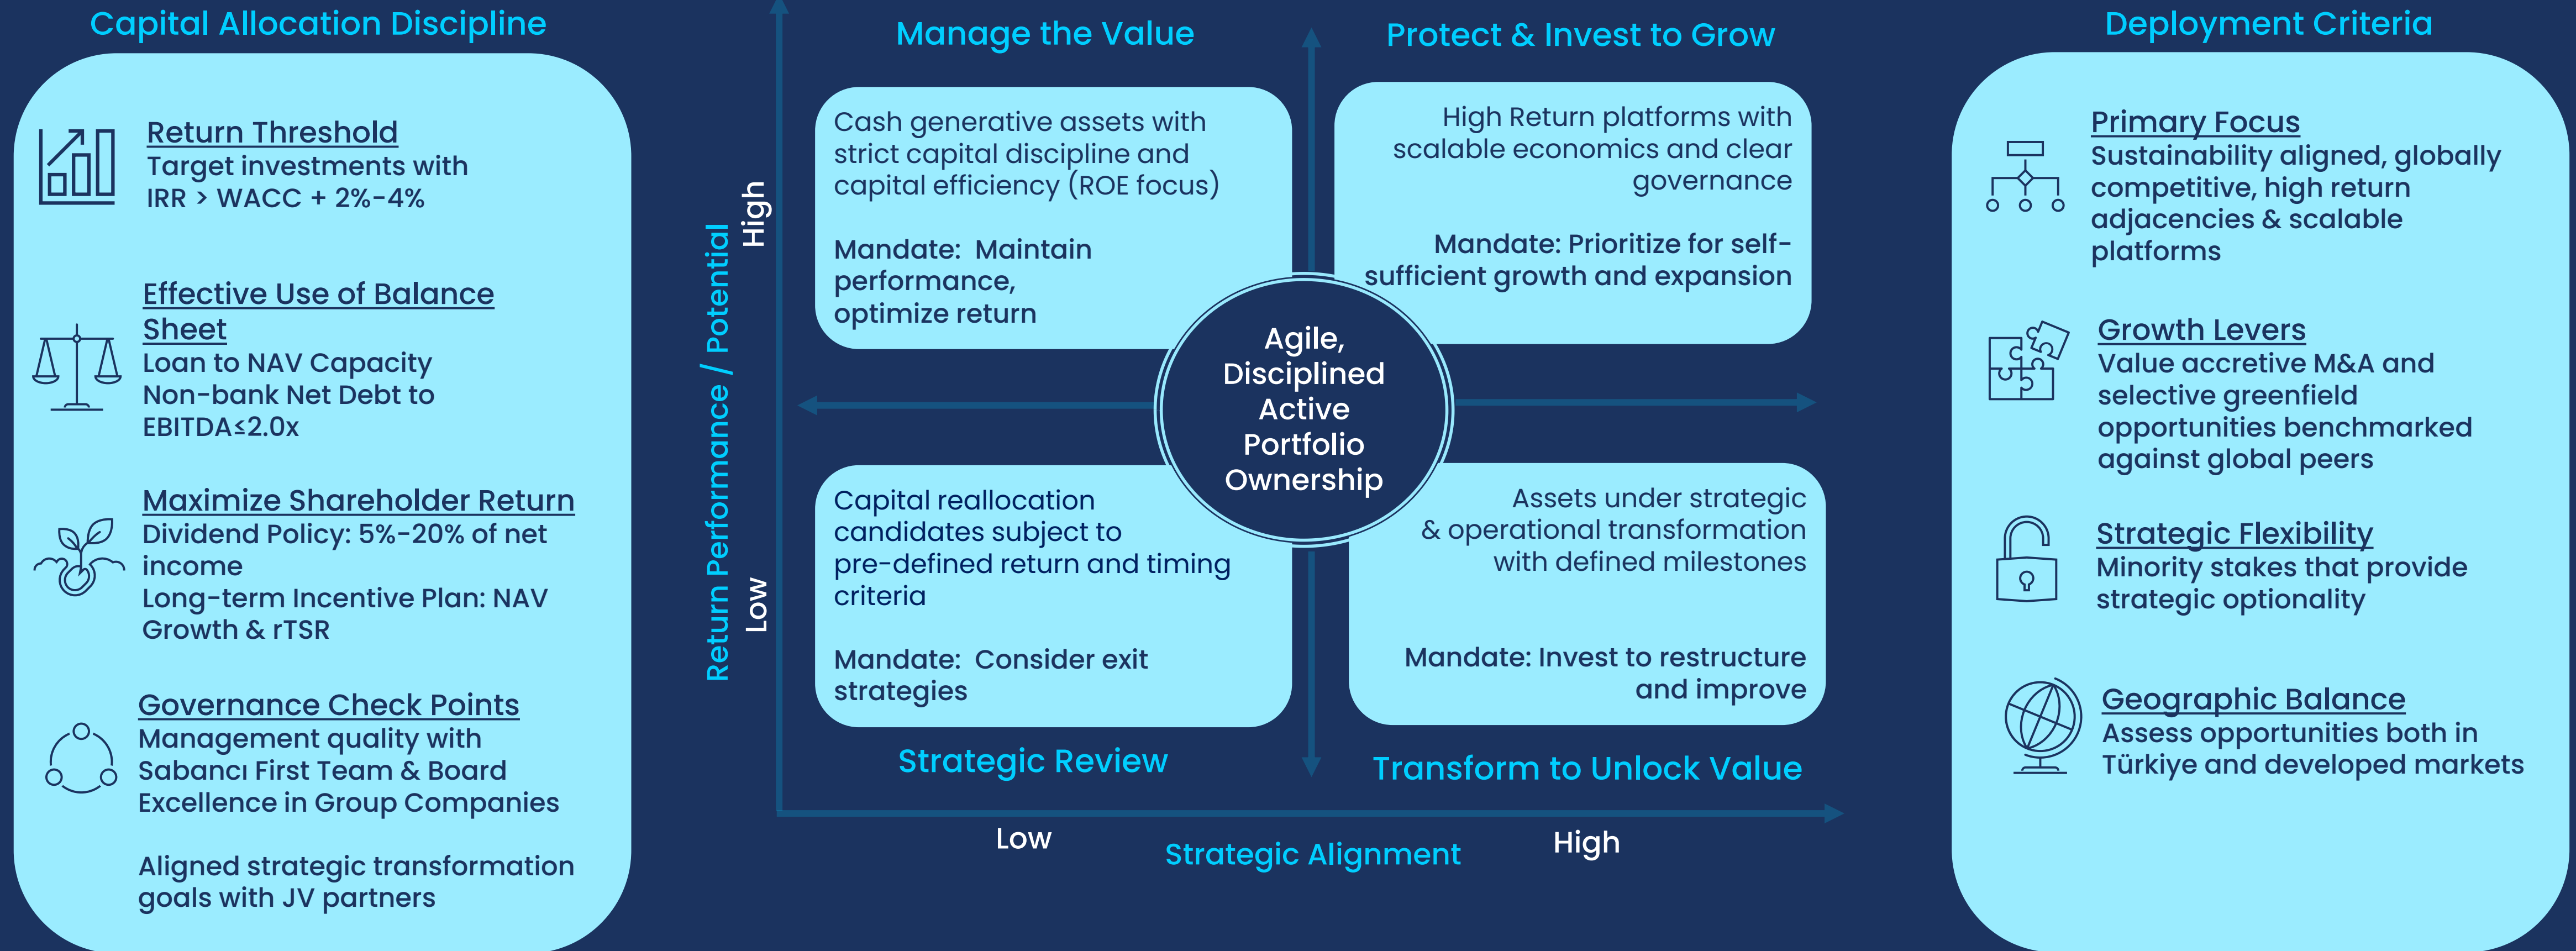 Capital Allocation Discipline
Return Threshold
Target investments with
IRR > WACC + 2%-4%
Effective Use of Balance
Sheet
Loan to NAV Capacity
Non-bank Net Debt to
EBITDA≤2.0x
Maximize Shareholder Return
Dividend Policy: 5%-20% of net
income
Long-term Incentive Plan: NAV
Growth & rTSR
Governance Check Points
Management quality with
Sabancı First Team & Board
Excellence in Group Companies
Aligned strategic transformation
goals with JV partners
Return Performance / Potential
High
Low
Manage the Value
Cash generative assets with
strict capital discipline and
capital efficiency (ROE focus)
Mandate:  Maintain
performance,
optimize return
Protect & Invest to Grow
High Return platforms with
scalable economics and clear
governance
Mandate: Prioritize for self-
sufficient growth and expansion
Agile,
Disciplined
Active
Portfolio
Ownership
Capital reallocation
candidates subject to
pre-defined return and timing
criteria
Mandate:  Consider exit
strategies
Strategic Review
Assets under strategic
& operational transformation
with defined milestones
Mandate: Invest to restructure
and improve
Transform to Unlock Value
Low
Strategic Alignment
High
Deployment Criteria
Primary Focus
Sustainability aligned, globally
competitive, high return
adjacencies & scalable
platforms
Growth Levers
Value accretive M&A and
selective greenfield
opportunities benchmarked
against global peers
Strategic Flexibility
Minority stakes that provide
strategic optionality
Geographic Balance
Assess opportunities both in
Türkiye and developed markets